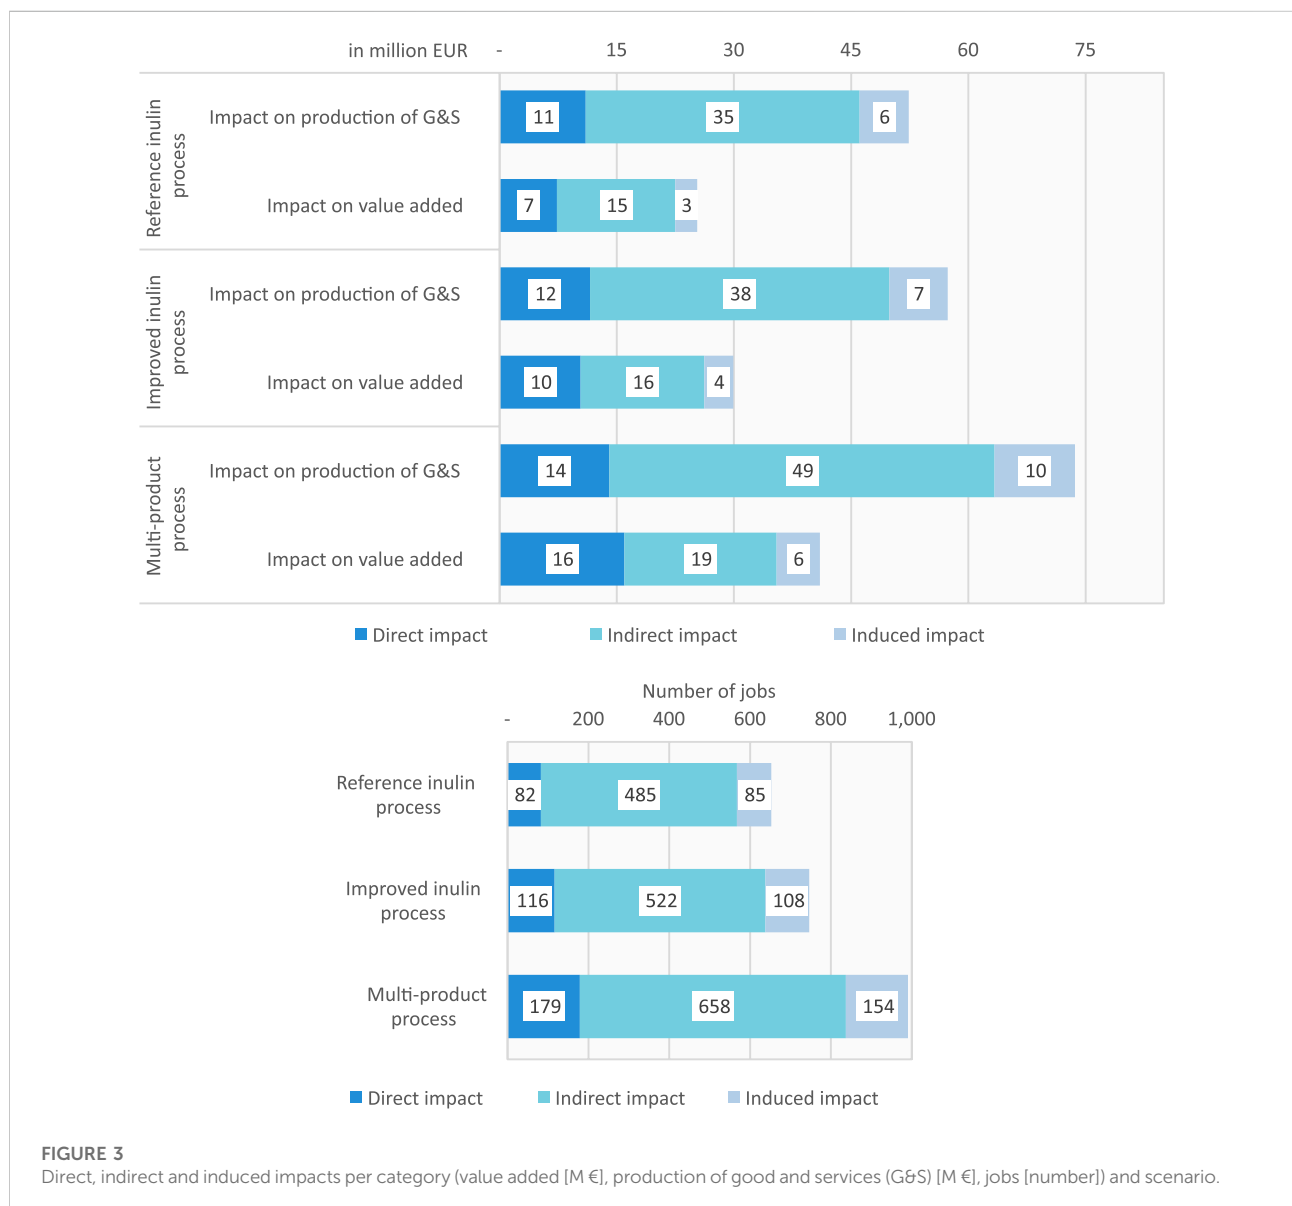 in million EUR - 15 30 45 60 75
Reference inulin
process
Impact on production of G&S 11 35 6
Impact on value added 7 15 3
Improved inulin
process
Impact on production of G&S 12 38 7
Impact on value added 10 16 4
Multi-product
process
Impact on production of G&S 14 49 10
Impact on value added 16 19 6
Direct impact Indirect impact Induced impact
Number of jobs
- 200 400 600 800 1,000
Reference inulin
process
82 485 85
Improved inulin
process
116 522 108
Multi-product
process
179 658 154
Direct impact Indirect impact Induced impact
FIGURE 3
Direct, indirect and induced impacts per category (value added [M €], production of good and services (G&S) [M €], jobs [number]) and scenario.